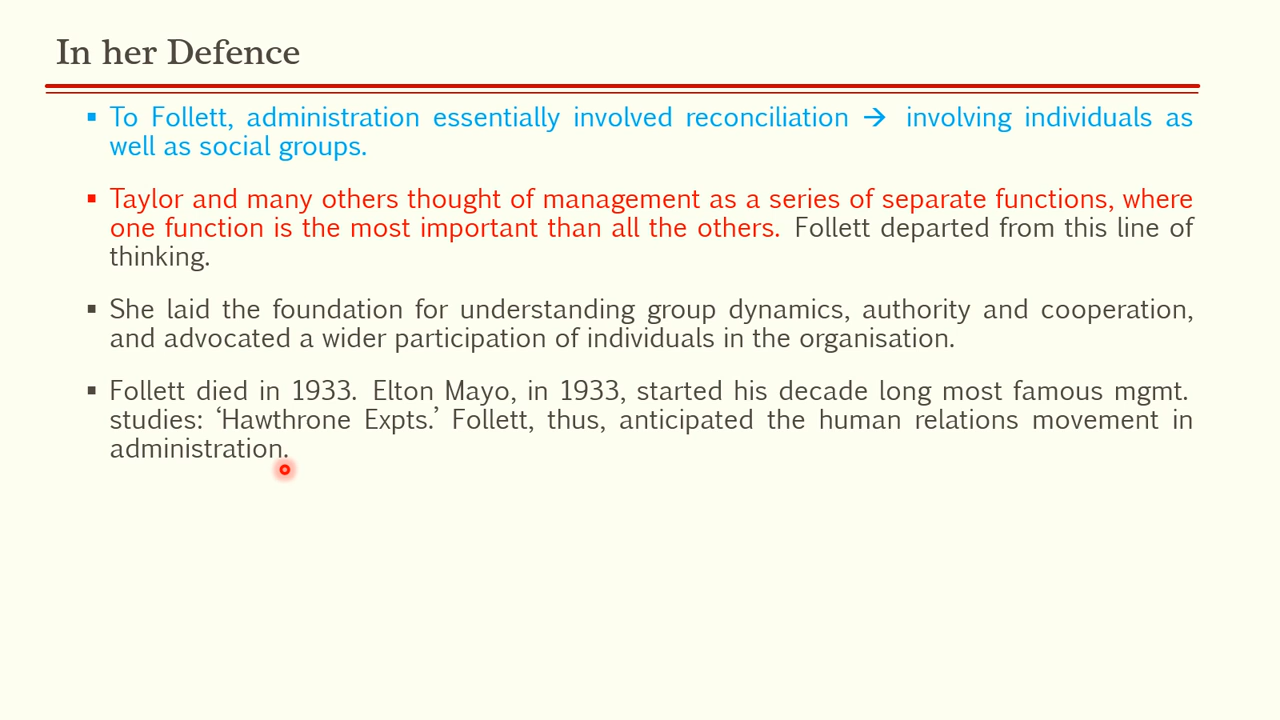 In her Defence
▪ To Follett, administration essentially involved reconciliation → involving individuals as
well as social groups.
▪ Taylor and many others thought of management as a series of separate functions, where
one function is the most important than all the others. Follett departed from this line of
thinking.
▪ She laid the foundation for understanding group dynamics, authority and cooperation,
and advocated a wider participation of individuals in the organisation.
▪ Follett died in 1933. Elton Mayo, in 1933, started his decade long most famous mgmt.
studies: ‘Hawthrone Expts.’ Follett, thus, anticipated the human relations movement in
administration.